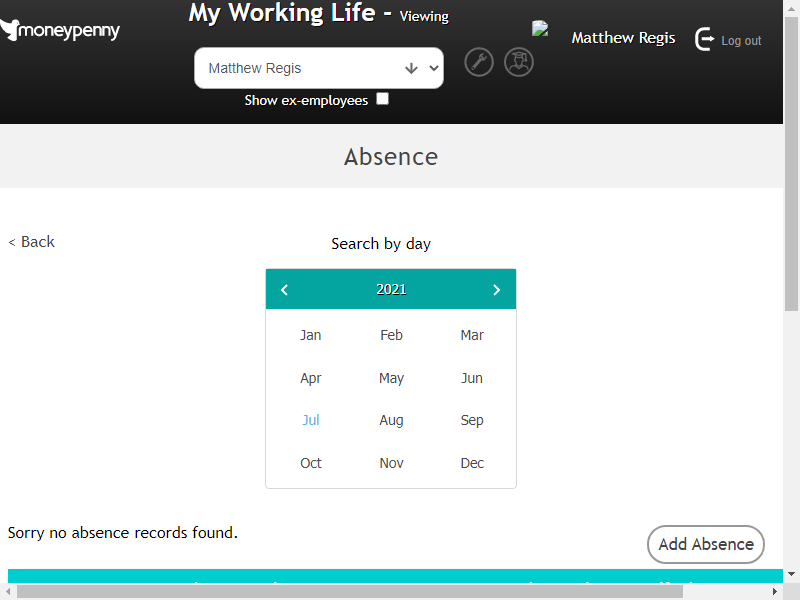 My Working Life - Viewing
moneypenny
Matthew Regis
Matthew Regis
Log out
Show ex-employees
Absence
< Back
Search by day
2021
Jan Feb Mar
Apr May Jun
Jul Aug Sep
Oct Nov Dec
Sorry no absence records found.
Add Absence